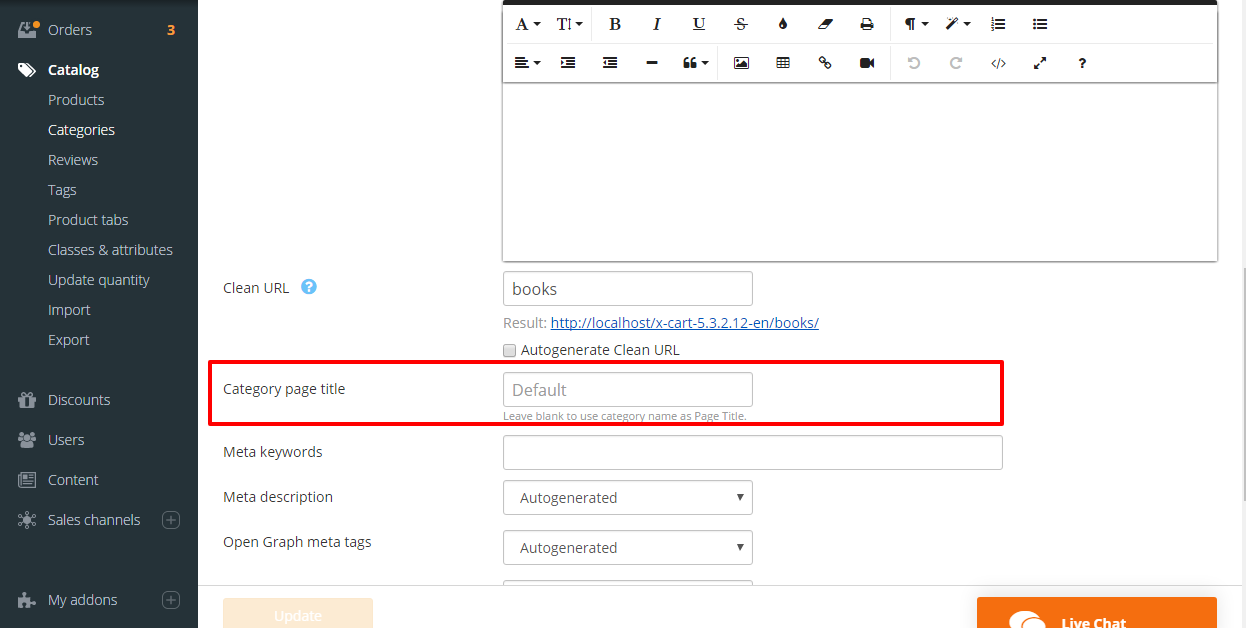 Orders 3
Catalog
Products
Categories
Reviews
Tags
Product tabs
Classes & attributes
Update quantity
Import
Export
Discounts
Users
Content
Sales channels
My addons
A T B I U S ¶
“ </> ?
Clean URL ?
books
Result: http://localhost/x-cart-5.3.2.12-en/books/
Autogenerate Clean URL
Category page title
Default
Leave blank to use category name as Page Title.
Meta keywords
Meta description
Autogenerated
Open Graph meta tags
Autogenerated
Update
Live Chat